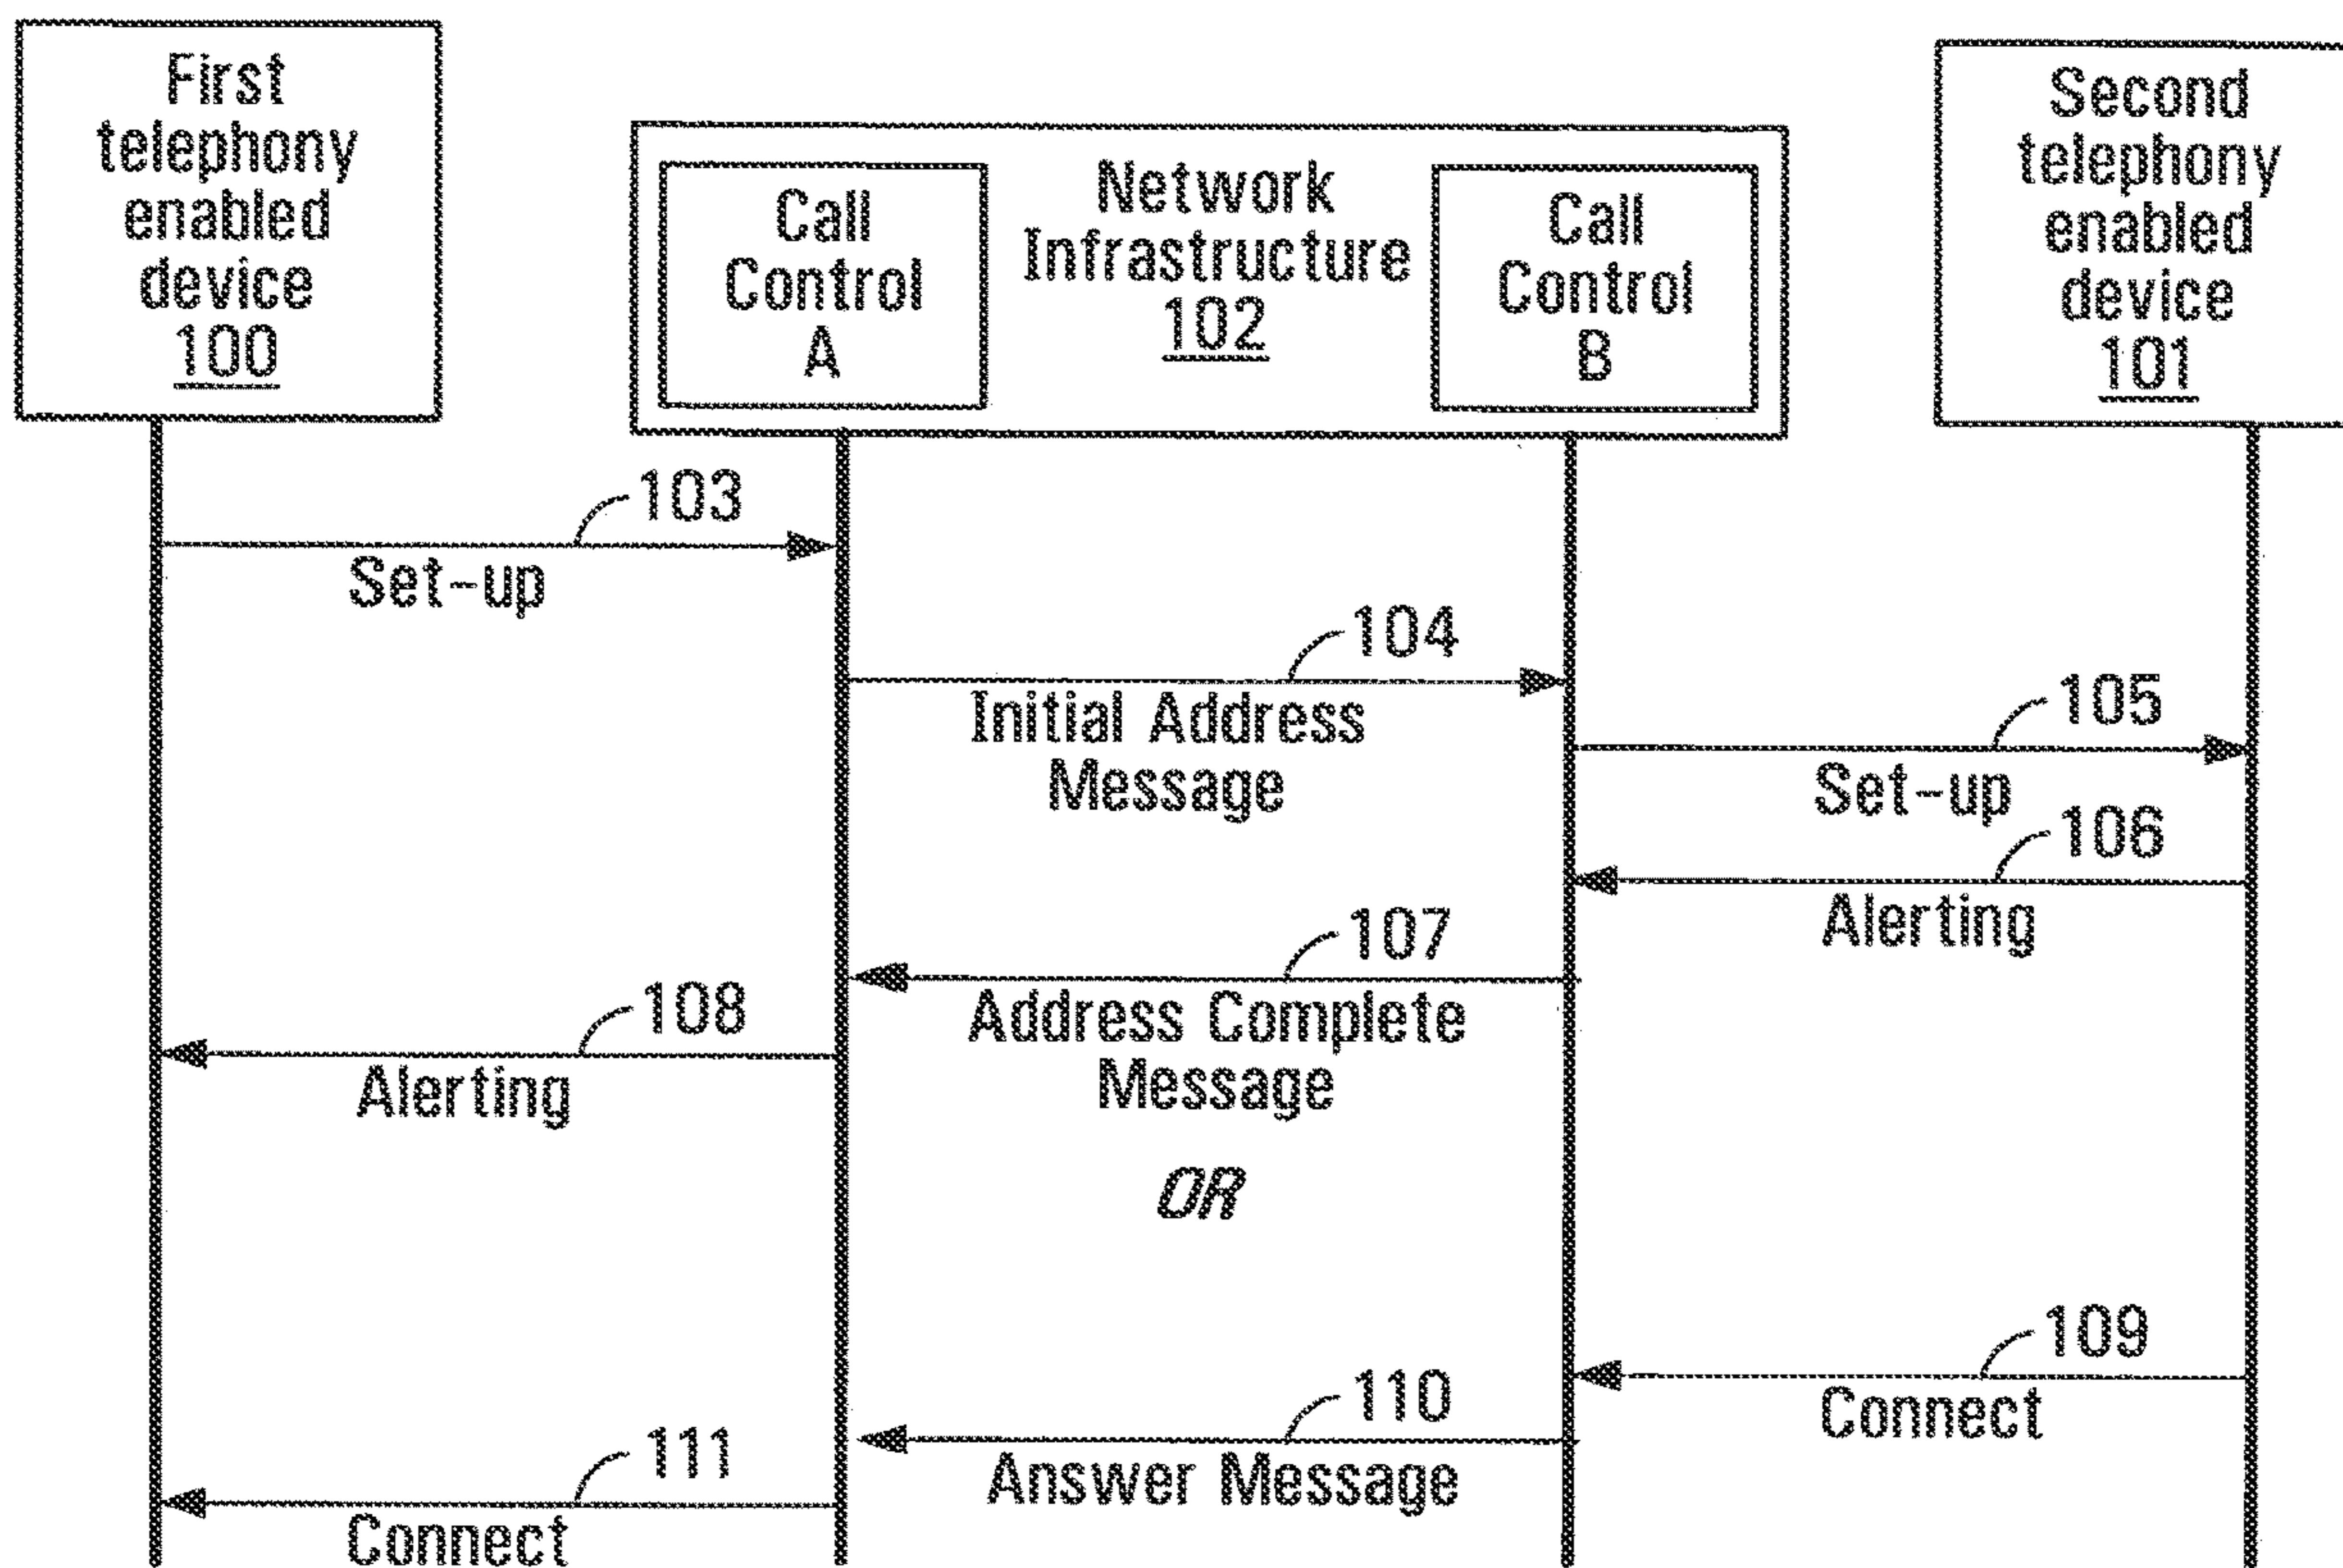 First
telephony
enabled
device
100
Call
Control
A
Network
Infrastructure
102
Call
Control
B
Second
telephony
enabled
device
101
103
Set-up
104
Initial Address
Message
105
Set-up
106
Alerting
107
Address Complete
Message
108
Alerting
OR
109
Connect
110
Answer Message
111
Connect